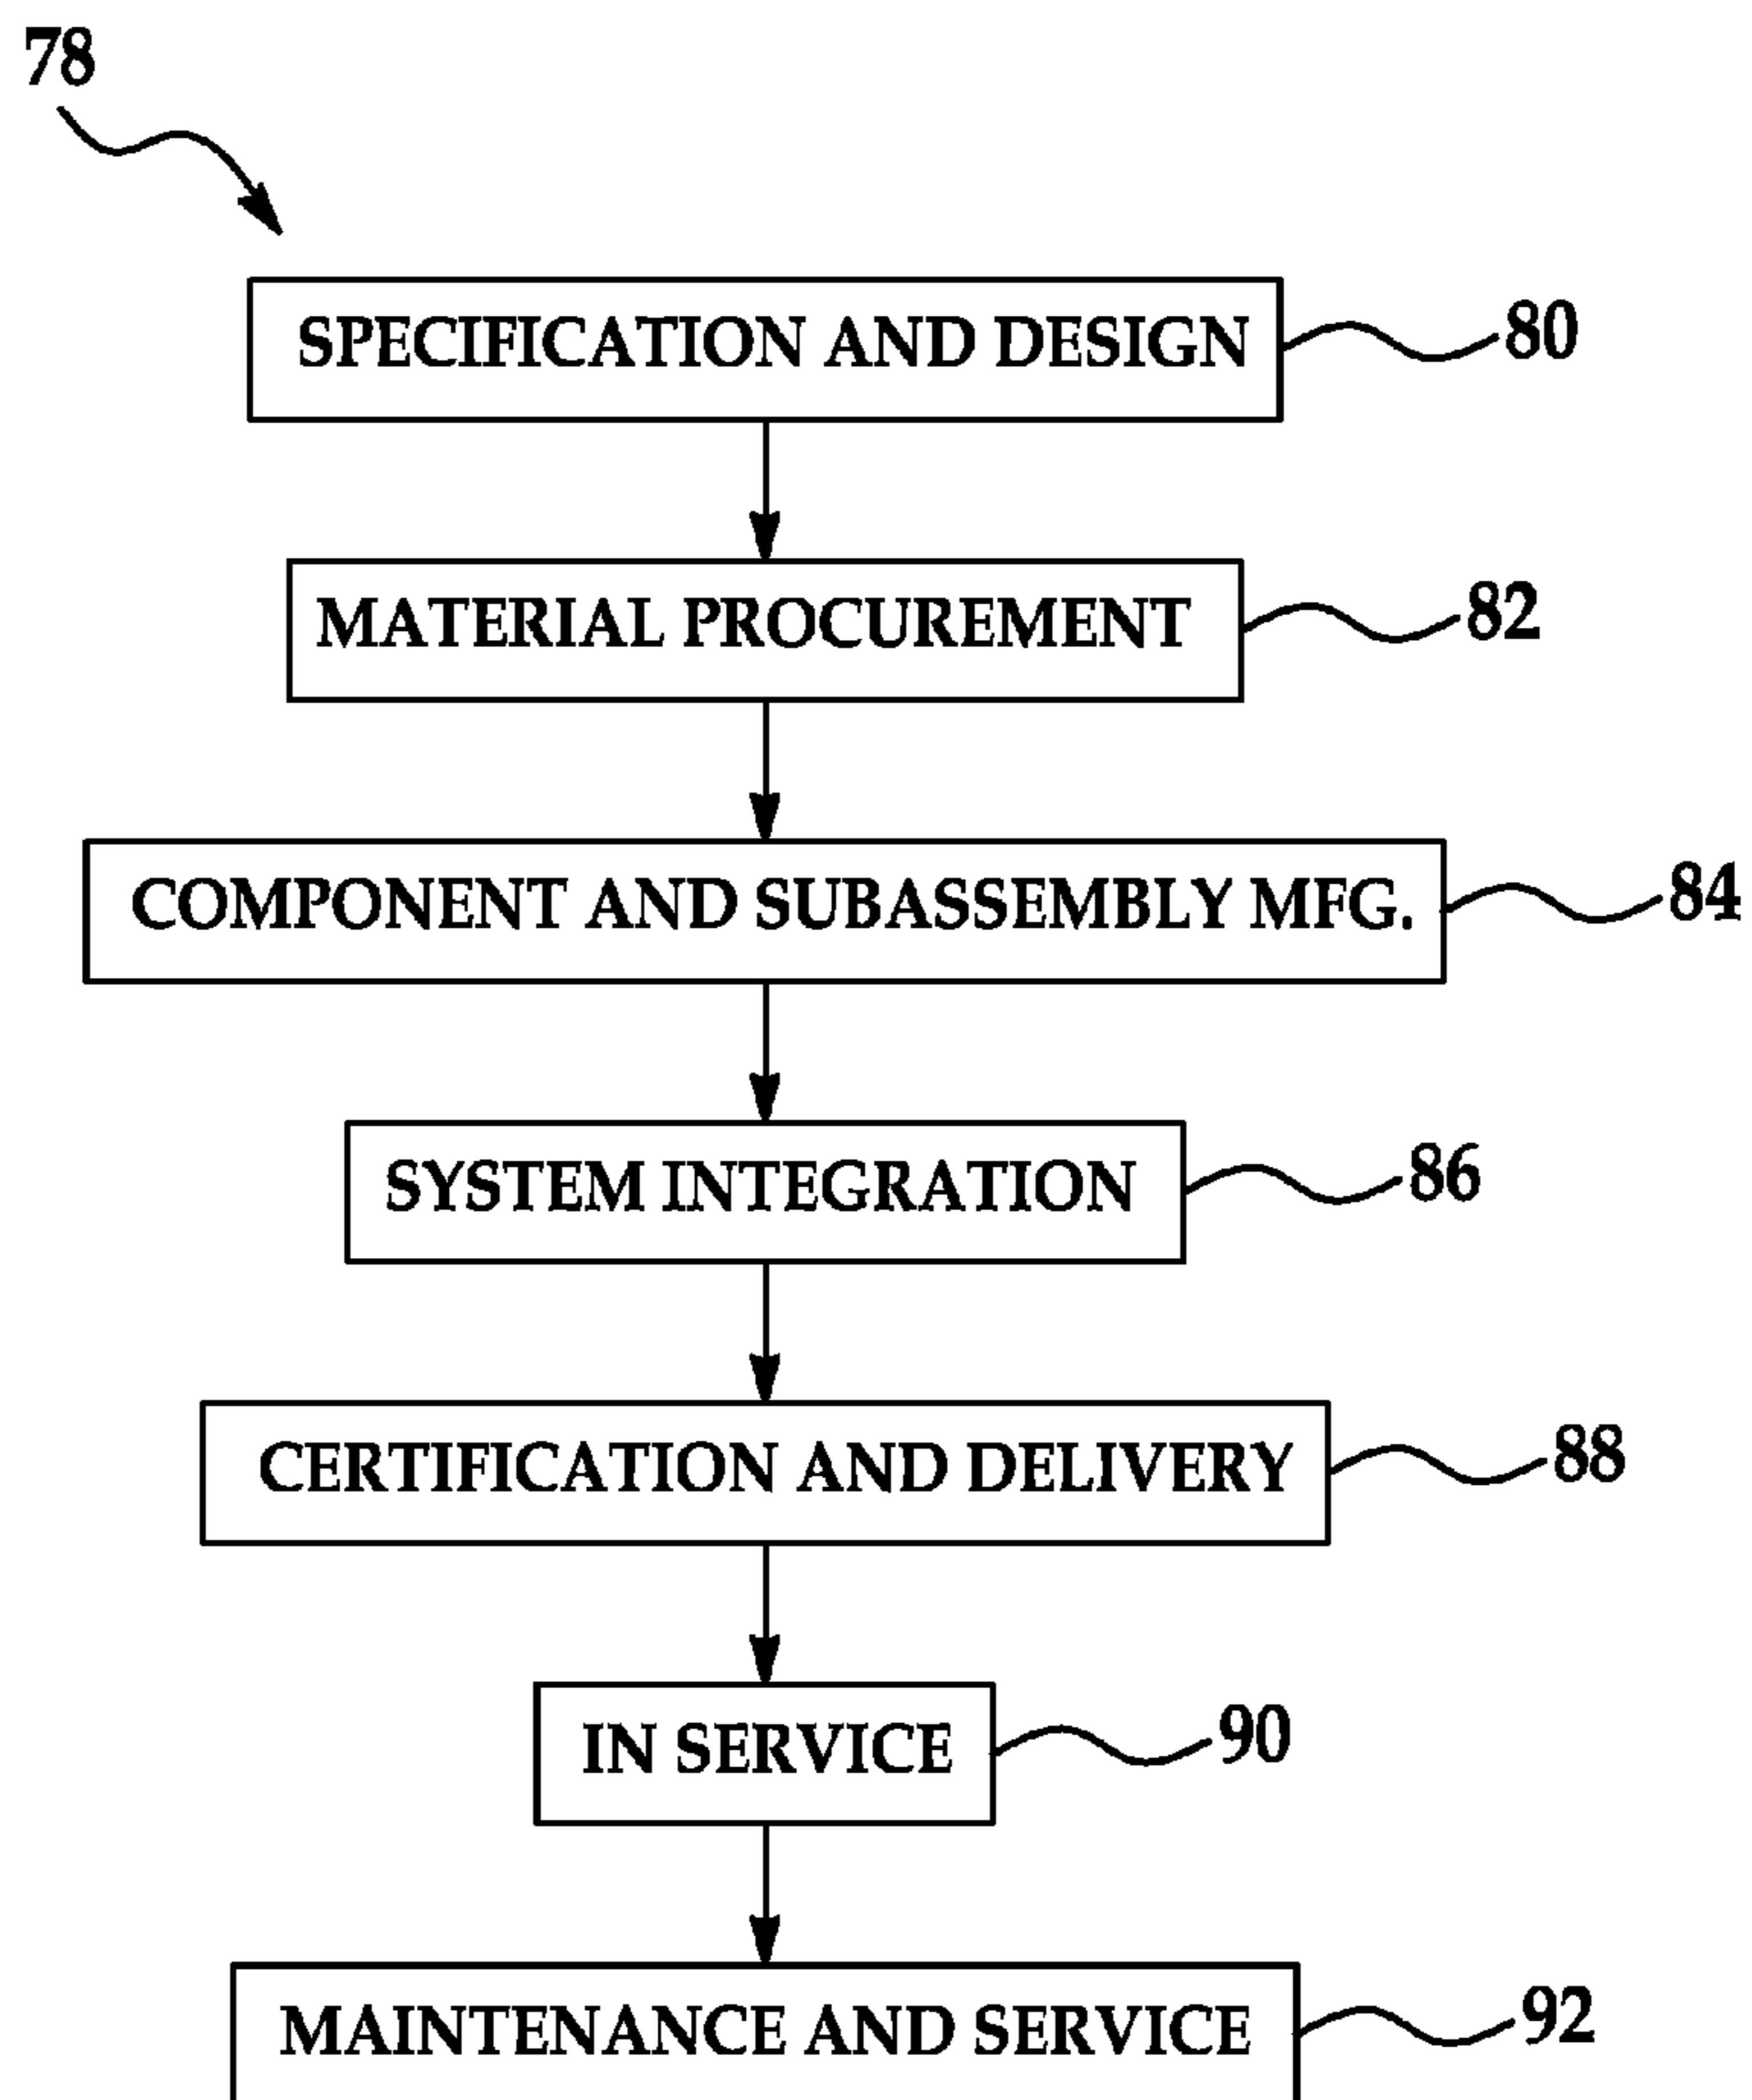 78
SPECIFICATION AND DESIGN 80
MATERIAL PROCUREMENT 82
COMPONENT AND SUBASSEMBLY MFG. 84
SYSTEM INTEGRATION 86
CERTIFICATION AND DELIVERY 88
IN SERVICE 90
MAINTENANCE AND SERVICE 92